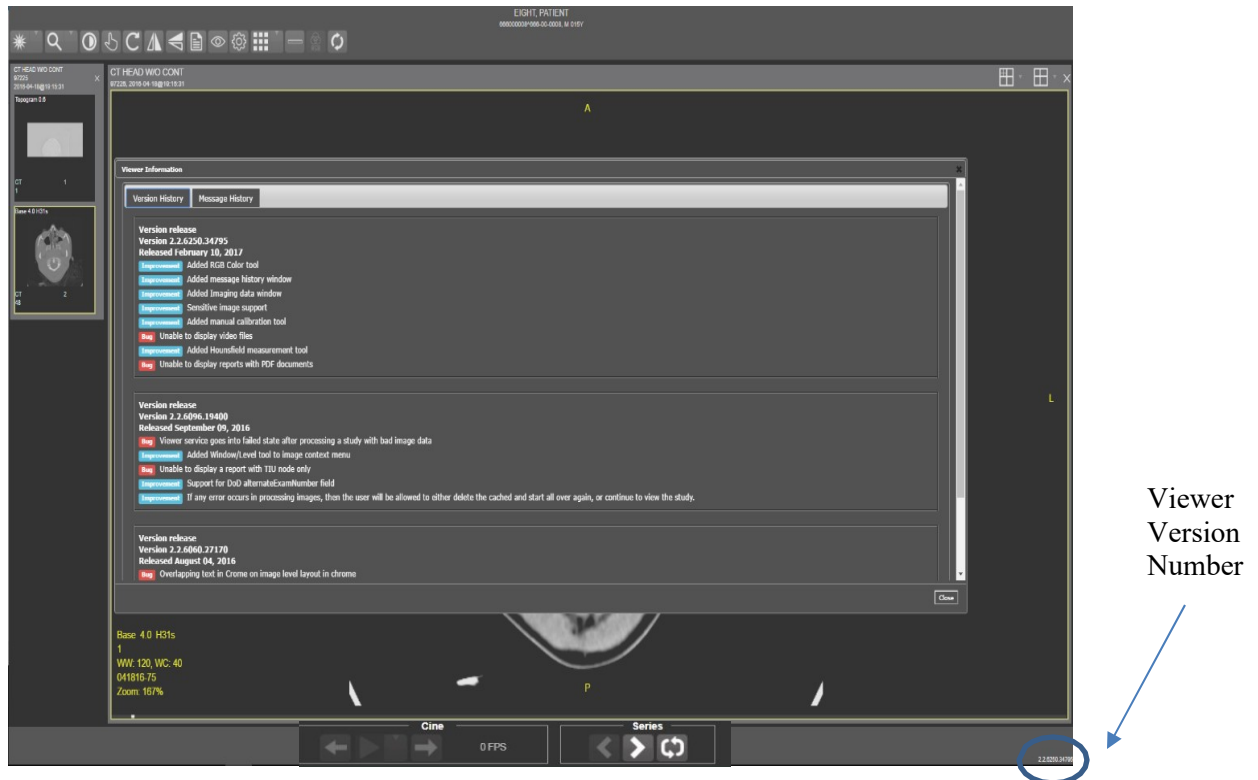 EIGHT, PATIENT
CT HEAD W/O CONT
X
Topogram 0.6
CT 1
1
Base 4.0 H31s
CT 2
48
CT HEAD W/O CONT
X
A
Viewer Information
Version History Message History
Version release
Version 2.2.6250.34795
Released February 10, 2017
Improvement Added RGB Color tool
Improvement Added message history window
Improvement Added Imaging data window
Improvement Sensitive image support
Improvement Added manual calibration tool
Bug Unable to display video files
Improvement Added Hounsfield measurement tool
Bug Unable to display reports with PDF documents
Version release
Version 2.2.6096.19400
Released September 09, 2016
Bug Viewer service goes into failed state after processing a study with bad image data
Improvement Added Window/Level tool to image context menu
Bug Unable to display a report with TIU node only
Improvement Support for DoD alternateExamNumber field
Improvement If any error occurs in processing images, then the user will be allowed to either delete the cached and start all over again, or continue to view the study.
Version release
Version 2.2.6060.27170
Released August 04, 2016
Bug Overlapping text in Crome on image level layout in chrome
Close
L
Base 4.0 H31s
1
WW: 120, WC: 40
041816-75
Zoom: 167%
P
Cine
0 FPS
Series
2.2.6250.34795
Viewer
Version
Number